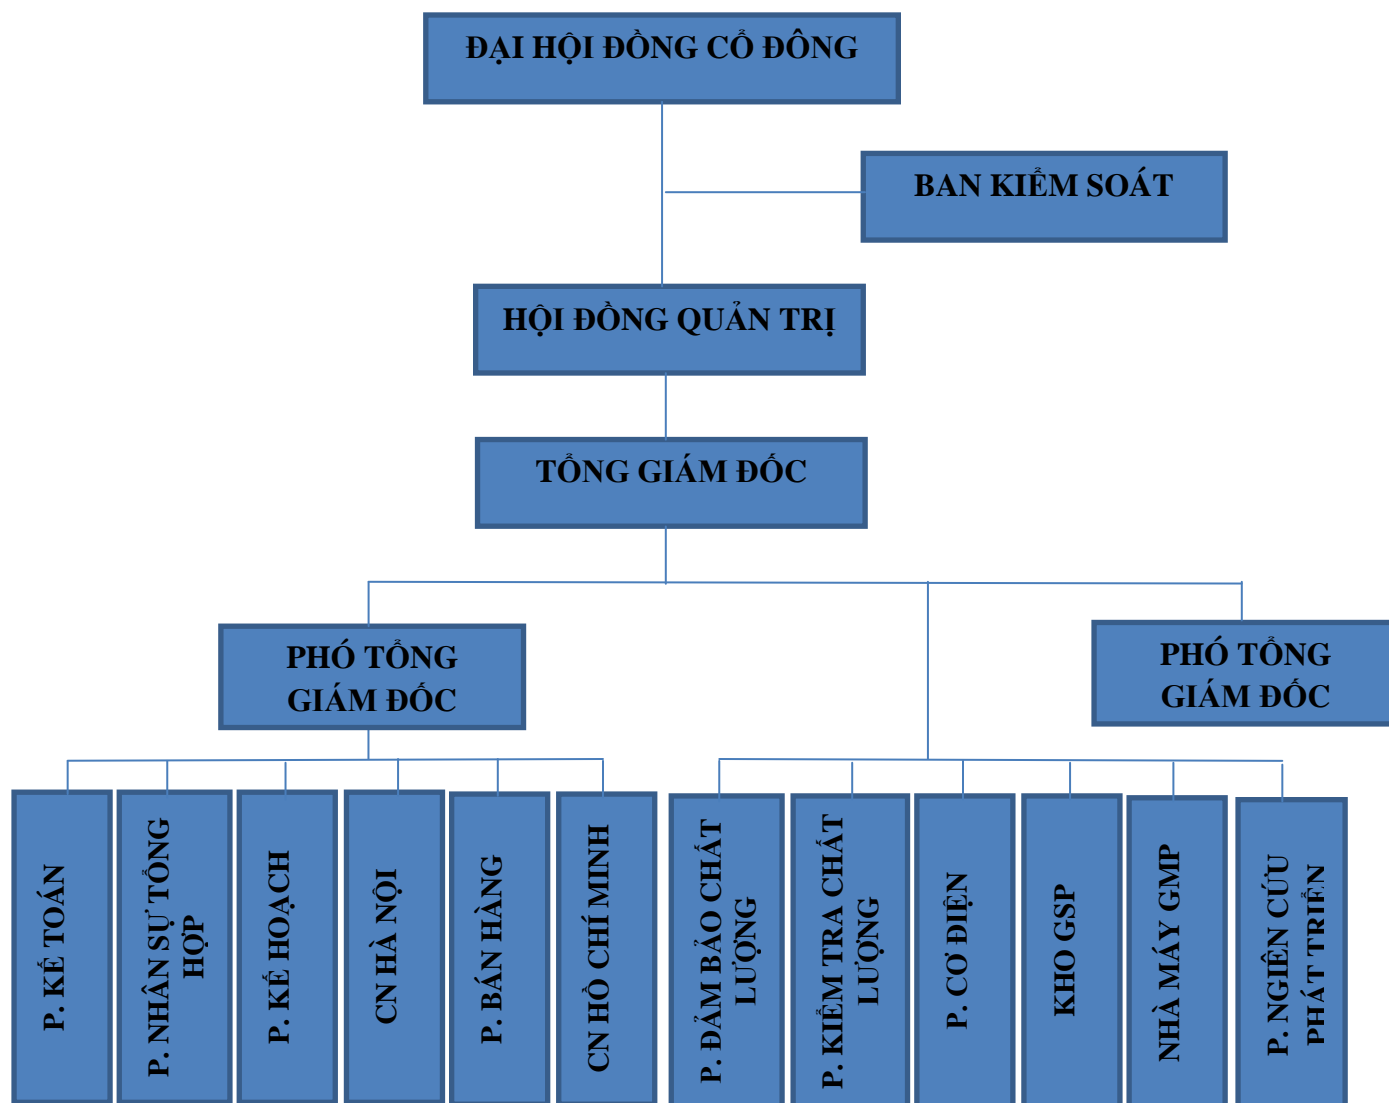 ĐẠI HỘI ĐỒNG CỔ ĐÔNG
BAN KIỂM SOÁT
HỘI ĐỒNG QUẢN TRỊ
TỔNG GIÁM ĐỐC
PHÓ TỔNG
GIÁM ĐỐC
PHÓ TỔNG
GIÁM ĐỐC
P. KẾ TOÁN
P. NHÂN SỰ TỔNG
HỢP
P. KẾ HOẠCH
CN HÀ NỘI
P. BÁN HÀNG
CN HỒ CHÍ MINH
P. ĐẢM BẢO CHẤT
LƯỢNG
P. KIỂM TRA CHẤT
LƯỢNG
P. CƠ ĐIỆN
KHO GSP
NHÀ MÁY GMP
P. NGIÊN CỨU
PHÁT TRIỂN